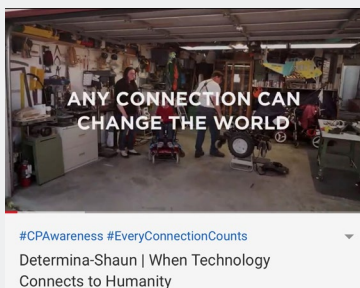 ANY CONNECTION CAN
CHANGE THE WORLD
#CPAwareness #EveryConnectionCounts
Determina-Shaun | When Technology
Connects to Humanity